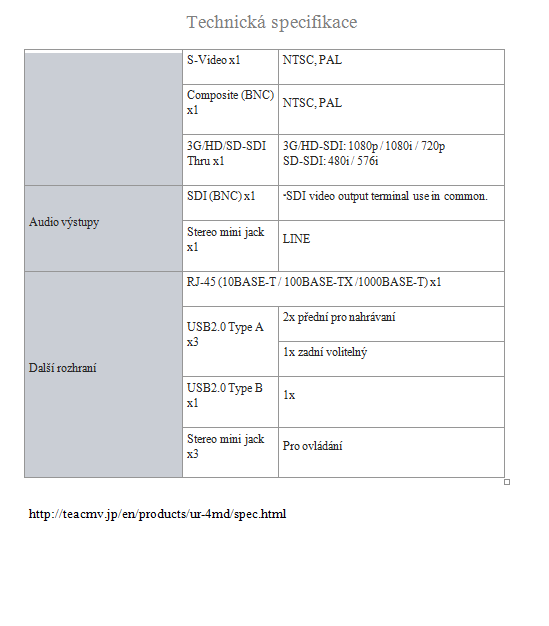 Technická specifikace
S-Video x1
NTSC, PAL
Composite (BNC)
x1
NTSC, PAL
3G/HD/SD-SDI
Thru x1
3G/HD-SDI: 1080p / 1080i / 720p
SD-SDI: 480i / 576i
Audio výstupy
SDI (BNC) x1
*SDI video output terminal use in common.
Stereo mini jack
x1
LINE
Další rozhraní
RJ-45 (10BASE-T / 100BASE-TX /1000BASE-T) x1
USB2.0 Type A
x3
2x přední pro nahrávaní
1x zadní volitelný
USB2.0 Type B
x1
1x
Stereo mini jack
x3
Pro ovládání
http://teacmv.jp/en/products/ur-4md/spec.html